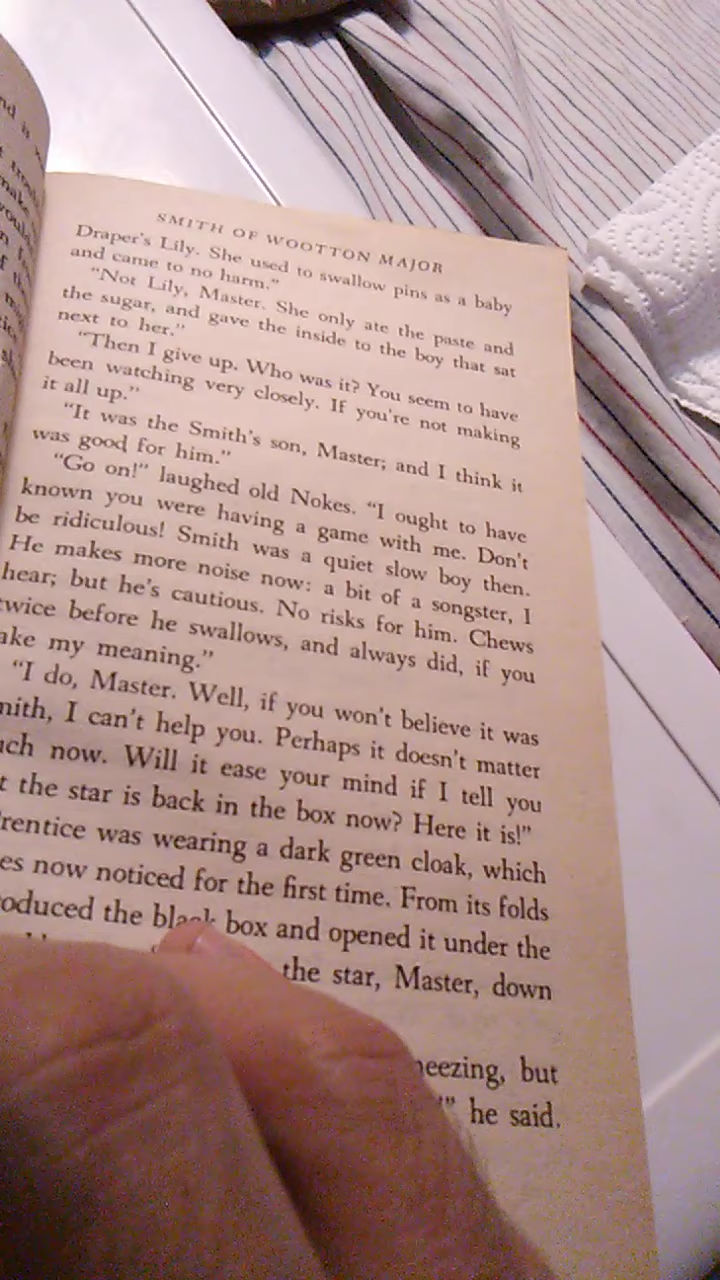 SMITH OF WOOTTON MAJOR
Draper's Lily. She used to swallow pins as a baby
and came to no harm."
"Not Lily, Master. She only ate the paste and
the sugar, and gave the inside to the boy that sat
next to her."
"Then I give up. Who was it? You seem to have
been watching very closely. If you're not making
it all up."
"It was the Smith's son, Master; and I think it
was good for him."
"Go on!" laughed old Nokes. "I ought to have
known you were having a game with me. Don't
be ridiculous! Smith was a quiet slow boy then.
He makes more noise now: a bit of a songster, I
hear; but he's cautious. No risks for him. Chews
twice before he swallows, and always did, if you
ake my meaning."
"I do, Master. Well, if you won't believe it was
mith, I can't help you. Perhaps it doesn't matter
uch now. Will it ease your mind if I tell you
t the star is back in the box now? Here it is!"
rentice was wearing a dark green cloak, which
es now noticed for the first time. From its folds
oduced the black box and opened it under the
the star, Master, down
neezing, but
" he said.